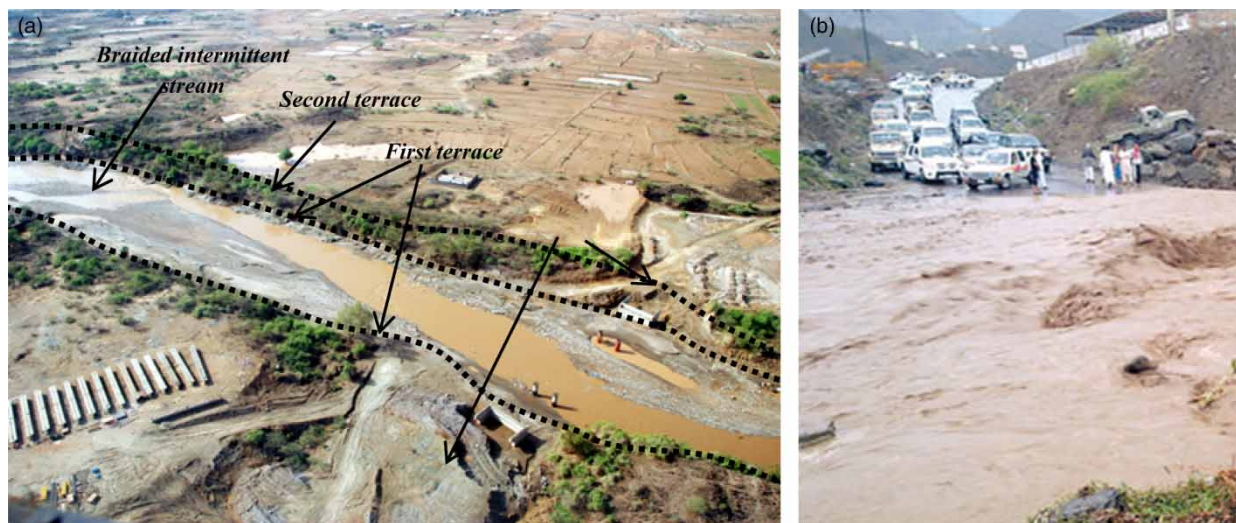 (a)
Braided intermittent
stream
Second terrace
First terrace
(b)